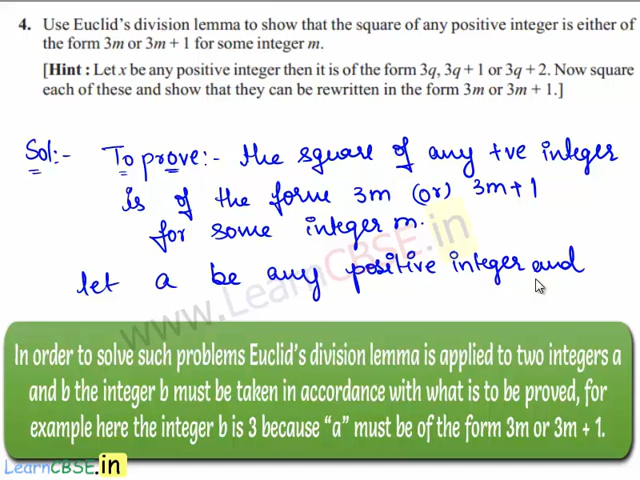 4. Use Euclid's division lemma to show that the square of any positive integer is either of
the form 3m or 3m + 1 for some integer m.
[Hint : Let x be any positive integer then it is of the form 3q, 3q + 1 or 3q + 2. Now square
each of these and show that they can be rewritten in the form 3m or 3m + 1.]
Sol:- To prove:- the square of any +ve integer
is of the form 3m (or) 3m+1
for some integer m.
let a be any positive integer and
www.LearnCBSE.in
In order to solve such problems Euclid's division lemma is applied to two integers a
and b the integer b must be taken in accordance with what is to be proved, for
example here the integer b is 3 because "a" must be of the form 3m or 3m + 1.
LearnCBSE.in